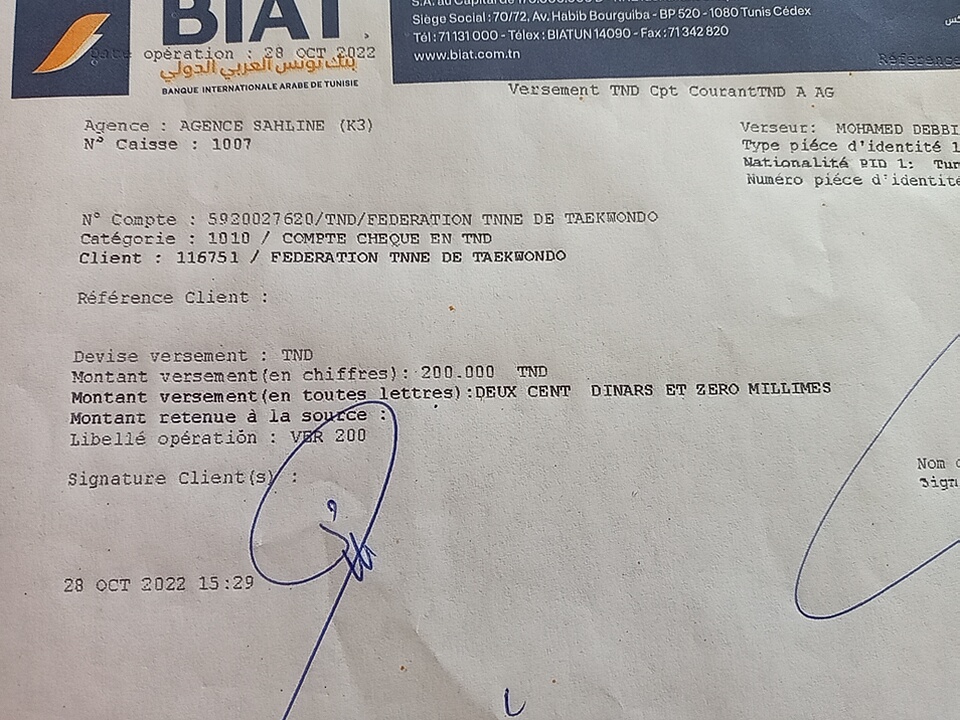 BIAT
Date opération : 28 OCT 2022
بنك تونس العربي الدولي
BANQUE INTERNATIONALE ARABE DE TUNISIE
Siège Social : 70/72, Av. Habib Bourguiba - BP 520 - 1080 Tunis Cédex
Tél : 71 131 000 - Télex : BIATUN 14090 - Fax : 71 342 820
www.biat.com.tn
Référence
Versement TND Cpt CourantTND A AG
Agence : AGENCE SAHLINE (K3)
N° Caisse : 1007
Verseur: MOHAMED DEBBI
Type piéce d'identité 1
Nationalité PID 1: Tun
Numéro piéce d'identité
N° Compte : 5920027620/TND/FEDERATION TNNE DE TAEKWONDO
Catégorie : 1010 / COMPTE CHEQUE EN TND
Client : 116751 / FEDERATION TNNE DE TAEKWONDO
Référence Client :
Devise versement : TND
Montant versement(en chiffres): 200.000 TND
Montant versement(en toutes lettres):DEUX CENT DINARS ET ZERO MILLIMES
Montant retenue à la source :
Libellé opération : VER 200
Signature Client(s) :
Nom
Sign
28 OCT 2022 15:29